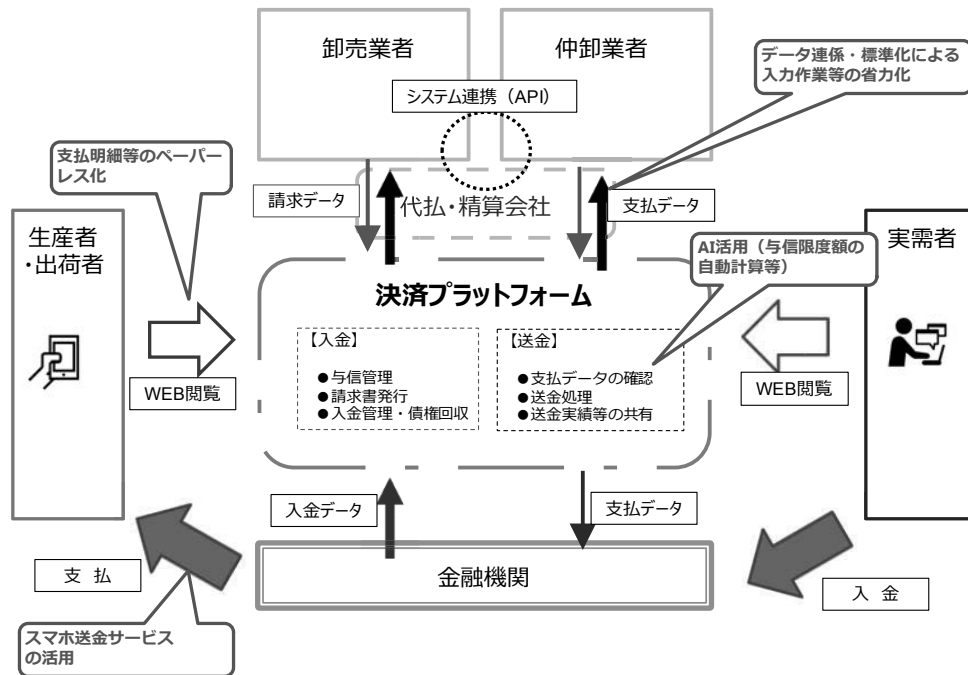 卸売業者
仲卸業者
データ連係・標準化による
入力作業等の省力化
システム連携（API）
支払明細等のペーパー
レス化
請求データ
代払・精算会社
支払データ
生産者
・出荷者
実需者
AI活用（与信限度額の
自動計算等）
決済プラットフォーム
【入金】
●与信管理
●請求書発行
●入金管理・債権回収
【送金】
●支払データの確認
●送金処理
●送金実績等の共有
WEB閲覧
WEB閲覧
入金データ
支払データ
支 払
金融機関
入 金
スマホ送金サービス
の活用